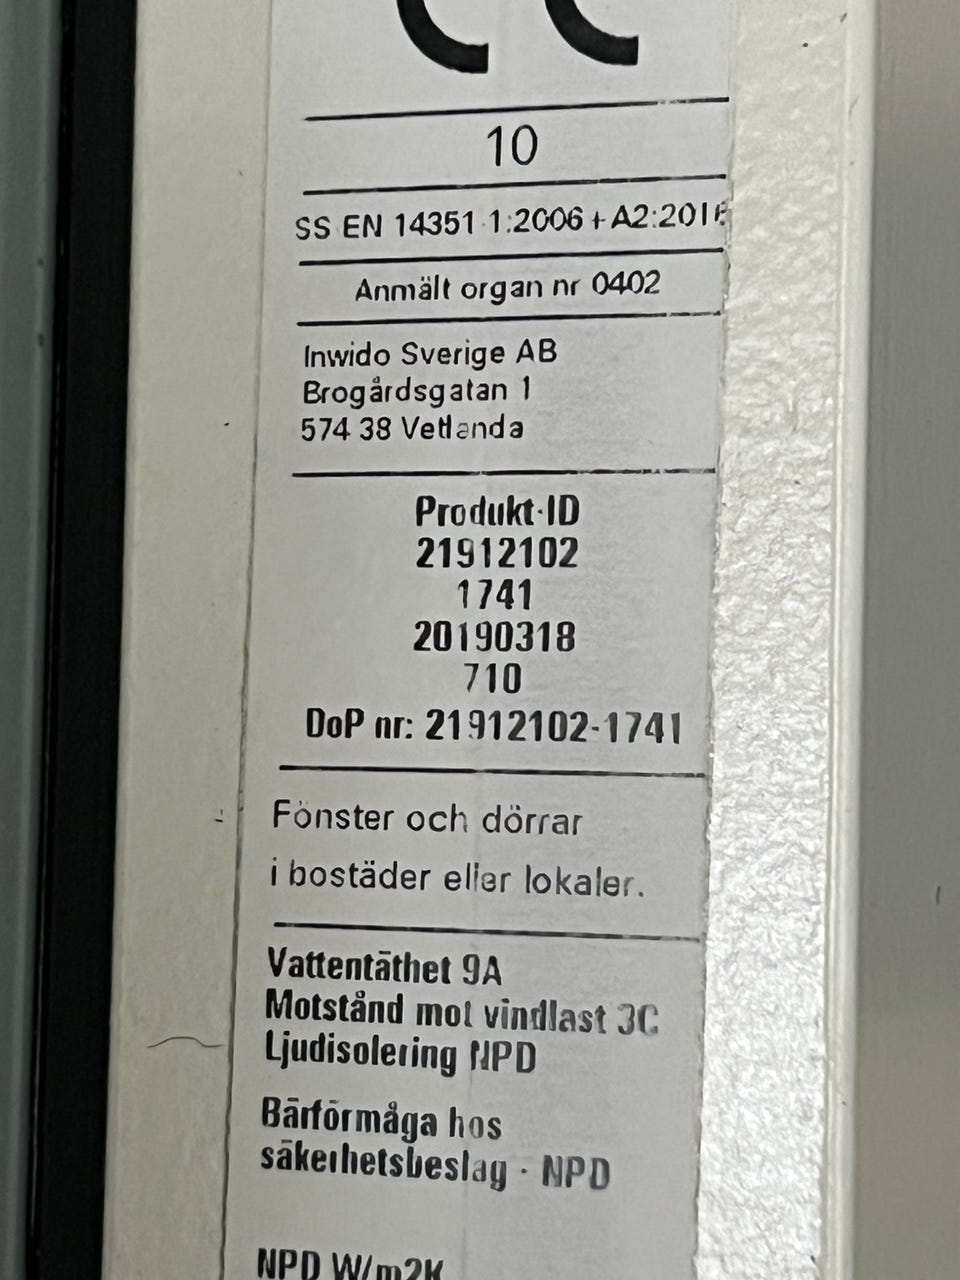 CE
10
SS EN 14351 1:2006 + A2:2016
Anmält organ nr 0402
Inwido Sverige AB
Brogårdsgatan 1
574 38 Vetlanda
Produkt-ID
21912102
1741
20190318
710
DoP nr: 21912102-1741
Fönster och dörrar
i bostäder eller lokaler.
Vattentäthet 9A
Motstånd mot vindlast 3C
Ljudisolering NPD
Bärförmåga hos
säkerhetsbeslag - NPD
NPD W/m2K